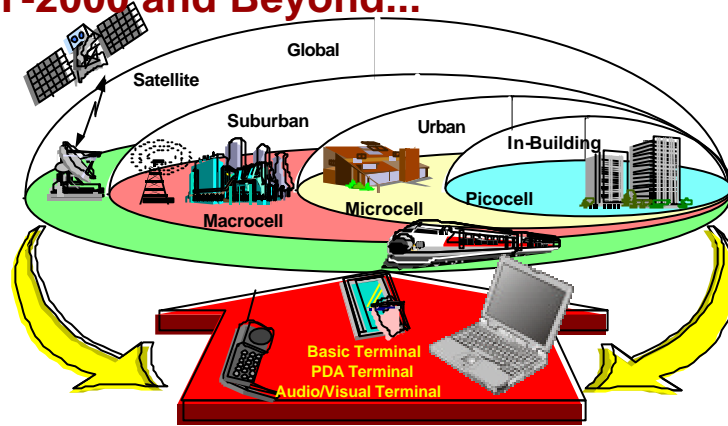 -2000 and Beyond...
Global
Satellite
Suburban
Urban
In-Building
Macrocell
Microcell
Picocell
Basic Terminal
PDA Terminal
Audio/Visual Terminal